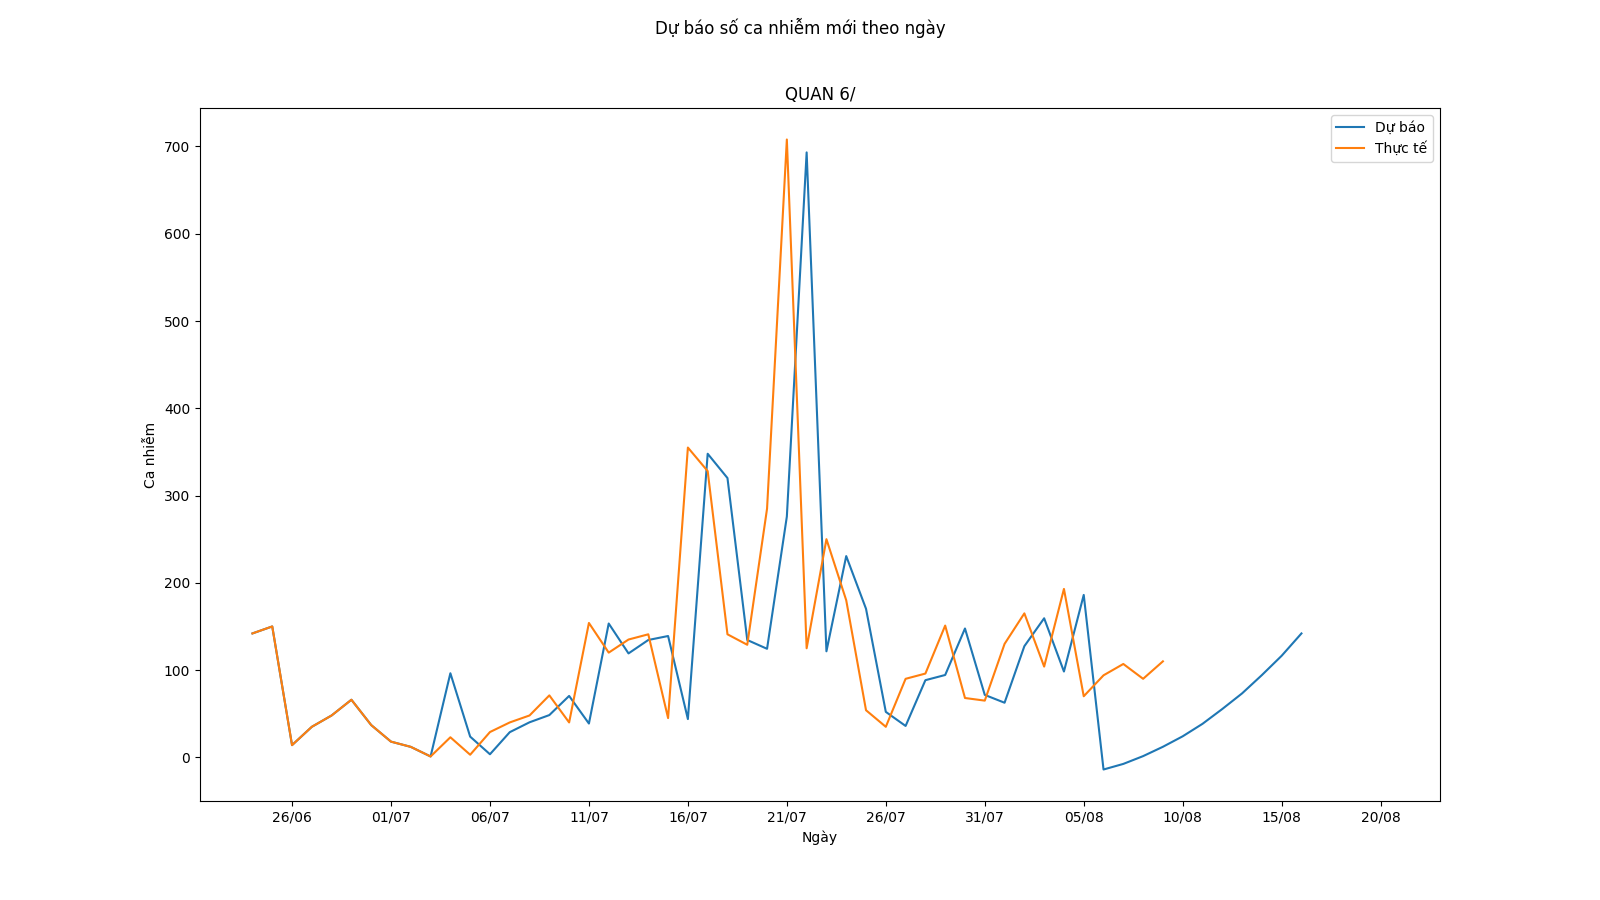 Dự báo số ca nhiễm mới theo ngày
QUAN 6/
Dự báo
Thực tế
700
600
500
400
300
200
100
0
Ca nhiễm
26/06 01/07 06/07 11/07 16/07 21/07 26/07 31/07 05/08 10/08 15/08 20/08
Ngày